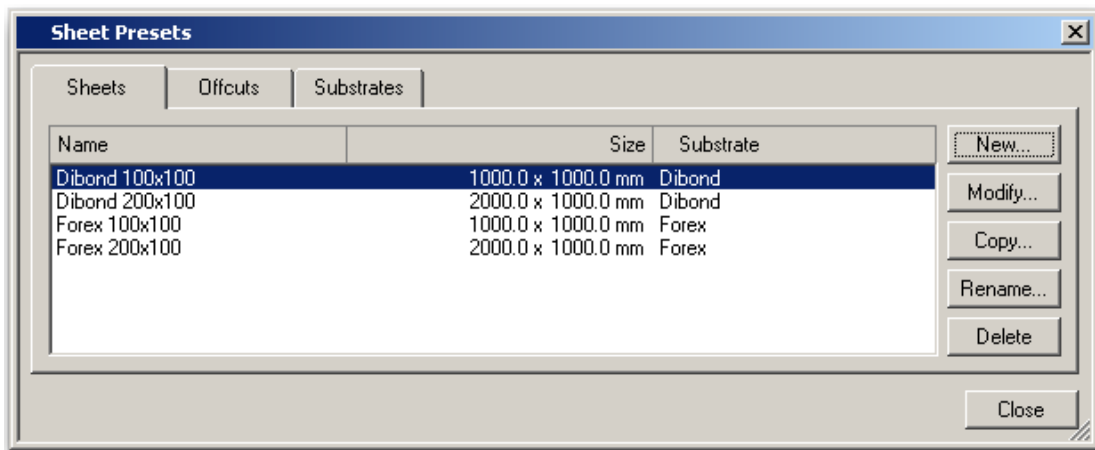 Sheet Presets
Sheets Offcuts Substrates
Name Size Substrate New...
Dibond 100x100 1000.0 x 1000.0 mm Dibond
Dibond 200x100 2000.0 x 1000.0 mm Dibond Modify...
Forex 100x100 1000.0 x 1000.0 mm Forex
Forex 200x100 2000.0 x 1000.0 mm Forex Copy...
Rename...
Delete
Close